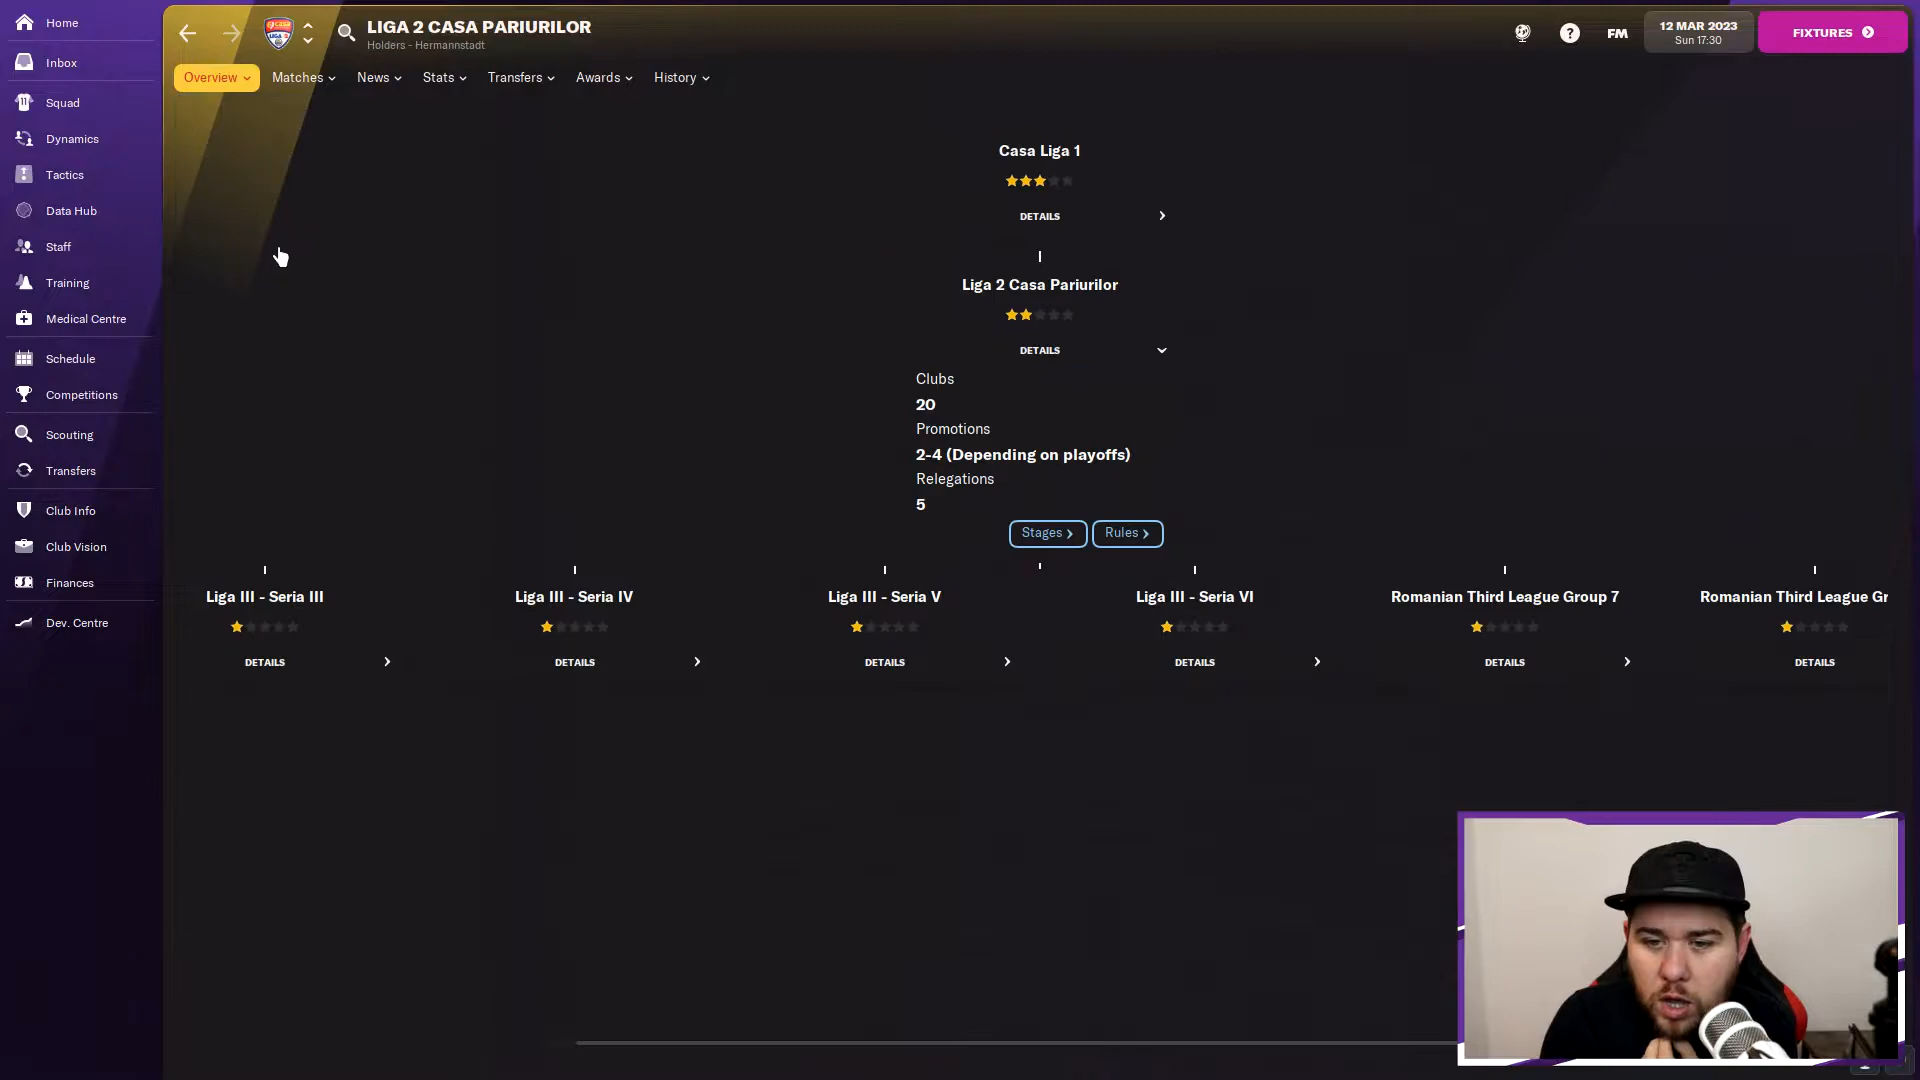 Home
Inbox
Squad
Dynamics
Tactics
Data Hub
Staff
Training
Medical Centre
Schedule
Competitions
Scouting
Transfers
Club Info
Club Vision
Finances
Dev. Centre
LIGA 2 CASA PARIURILOR
Holders - Hermannstadt
FM
12 MAR 2023
Sun 17:30
FIXTURES
Overview
Matches
News
Stats
Transfers
Awards
History
Casa Liga 1
DETAILS
Liga 2 Casa Pariurilor
DETAILS
Clubs
20
Promotions
2-4 (Depending on playoffs)
Relegations
5
Stages
Rules
Liga III - Seria III
DETAILS
Liga III - Seria IV
DETAILS
Liga III - Seria V
DETAILS
Liga III - Seria VI
DETAILS
Romanian Third League Group 7
DETAILS
Romanian Third League Gr
DETAILS